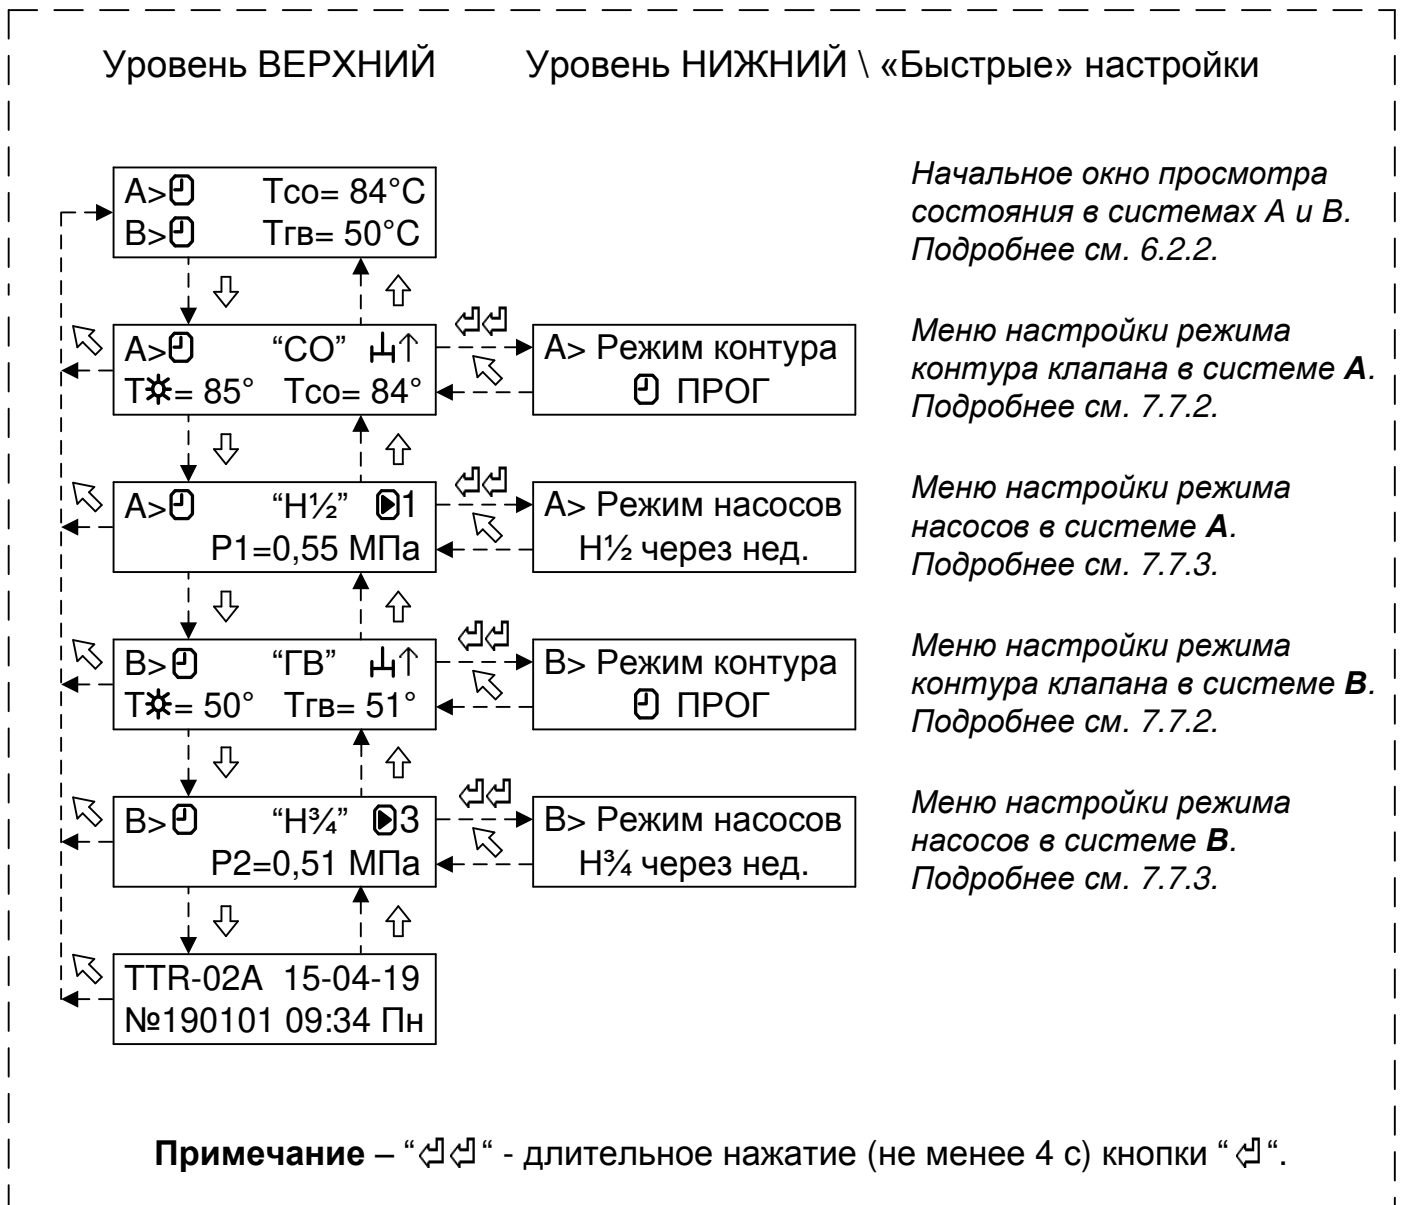 Уровень ВЕРХНИЙ
Уровень НИЖНИЙ \ «Быстрые» настройки
A> Тсо= 84°C
B> Тгв= 50°C
Начальное окно просмотра
состояния в системах А и В.
Подробнее см. 6.2.2.
A> “СО” ↑
T☼= 85° Тсо= 84°
A> Режим контура
ПРОГ
Меню настройки режима
контура клапана в системе А.
Подробнее см. 7.7.2.
A> “Н½” 1
P1=0,55 МПа
A> Режим насосов
Н½ через нед.
Меню настройки режима
насосов в системе А.
Подробнее см. 7.7.3.
B> “ГВ” ↑
T☼= 50° Тгв= 51°
B> Режим контура
ПРОГ
Меню настройки режима
контура клапана в системе В.
Подробнее см. 7.7.2.
B> “Н¾” 3
P2=0,51 МПа
B> Режим насосов
Н¾ через нед.
Меню настройки режима
насосов в системе В.
Подробнее см. 7.7.3.
TTR-02A 15-04-19
№190101 09:34 Пн
Примечание – “⏎⏎“ - длительное нажатие (не менее 4 с) кнопки “⏎“.